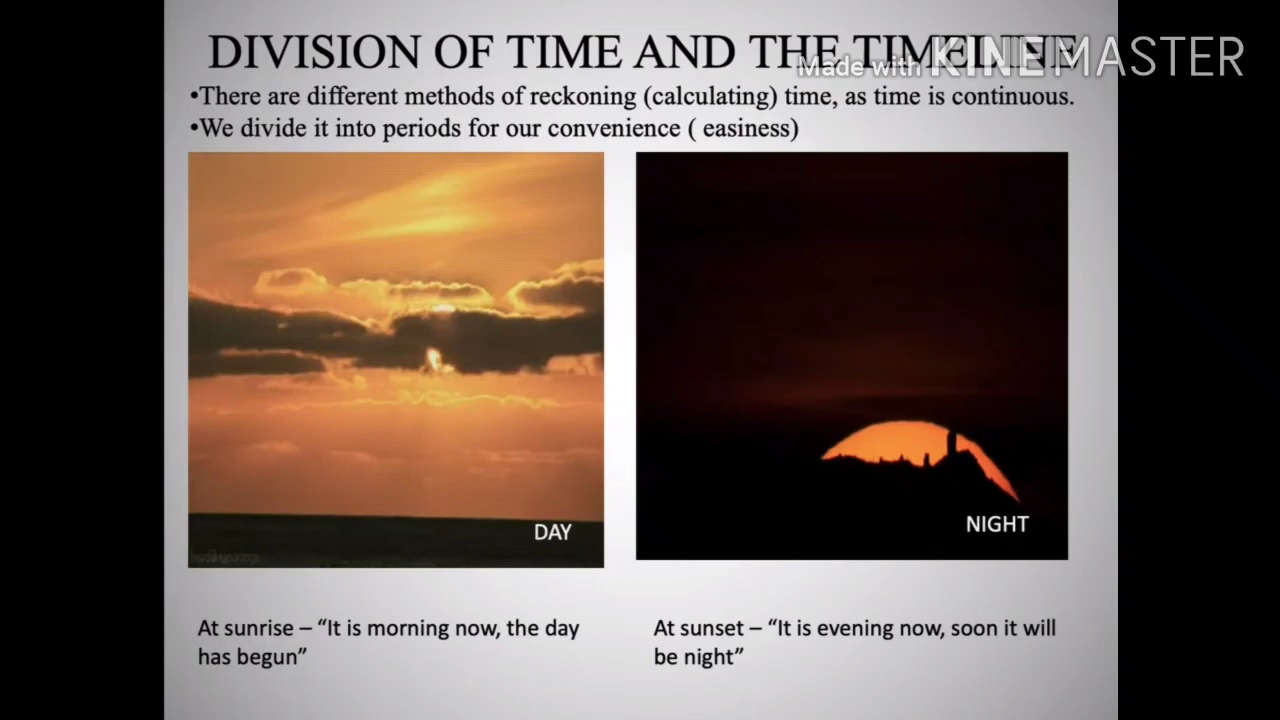 DIVISION OF TIME AND THE TIMELINE
Made with KINEMASTER
•There are different methods of reckoning (calculating) time, as time is continuous.
•We divide it into periods for our convenience ( easiness)
DAY
NIGHT
At sunrise – “It is morning now, the day
has begun”
At sunset – “It is evening now, soon it will
be night”